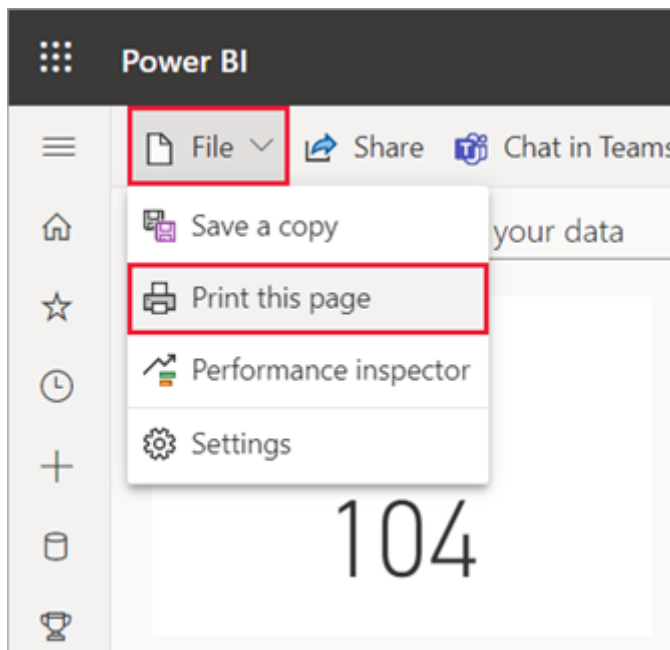 Power BI
File Share Chat in Teams
Save a copy
your data
Print this page
Performance inspector
Settings
104